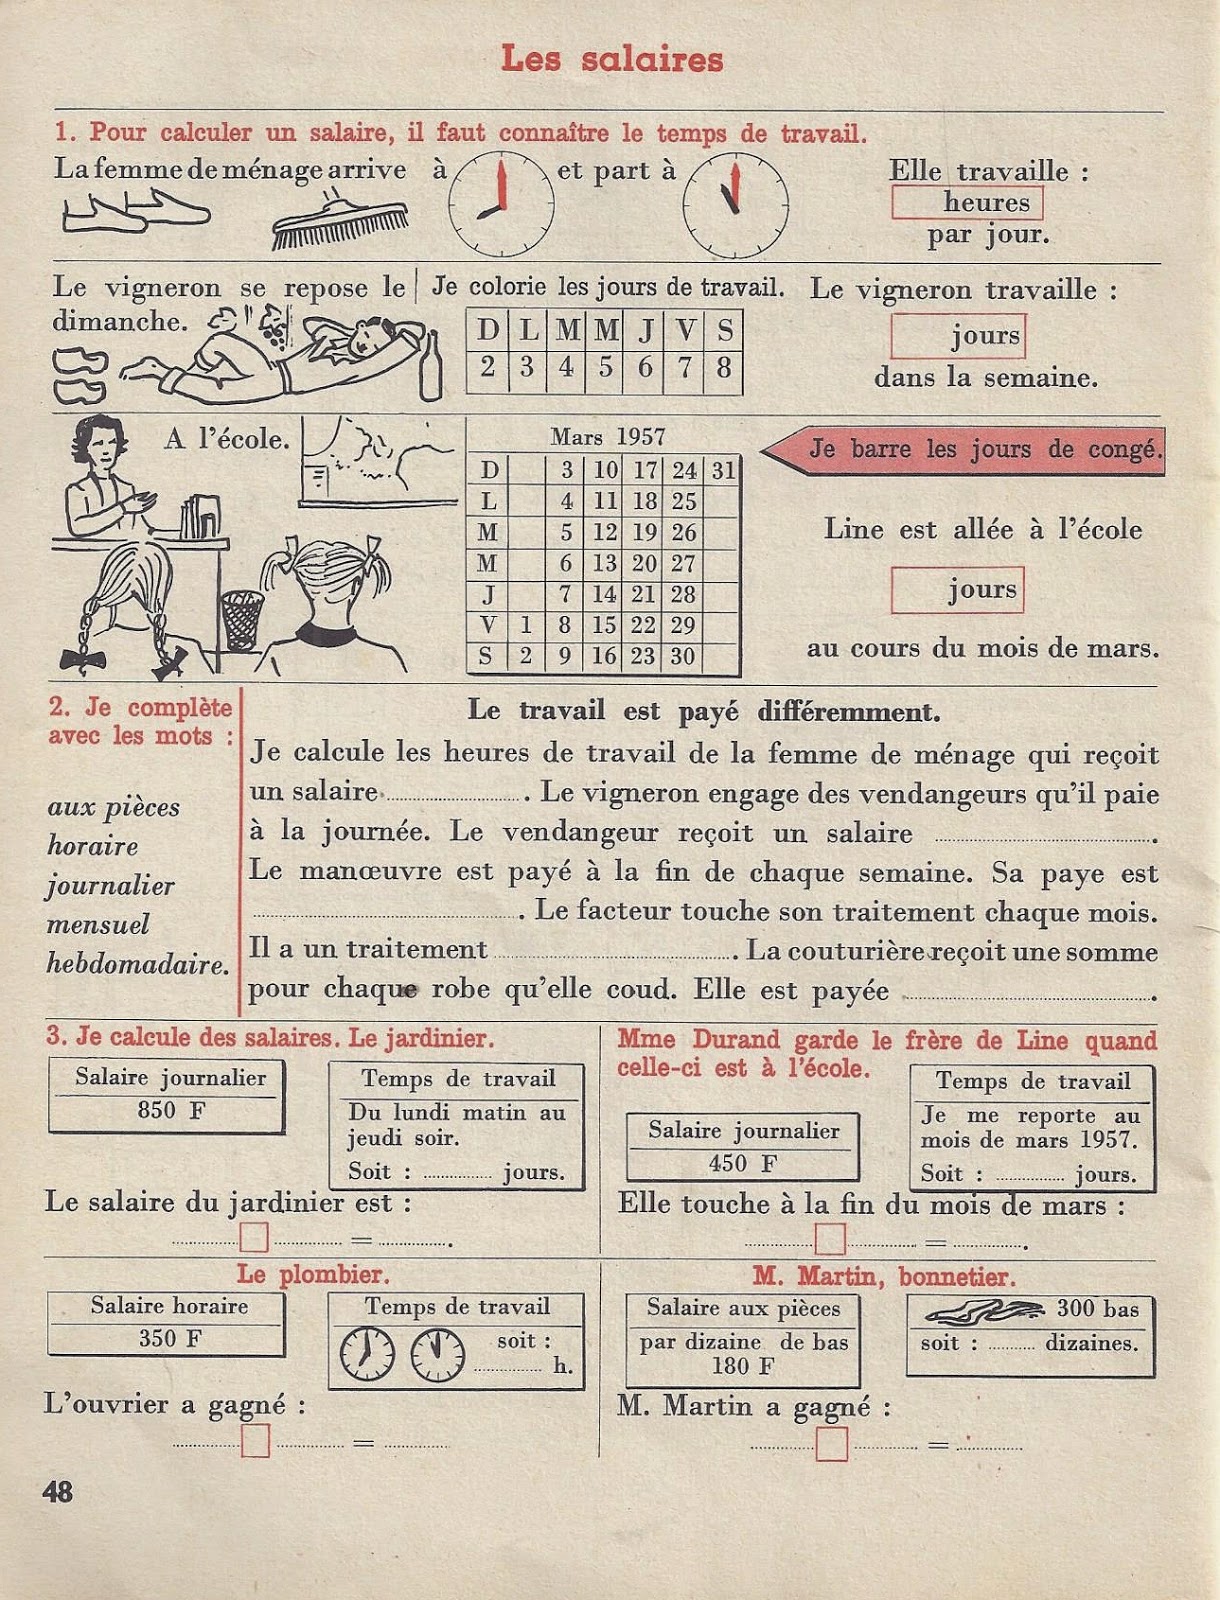 Les salaires
1. Pour calculer un salaire, il faut connaître le temps de travail.
La femme de ménage arrive à et part à
Elle travaille :
heures
par jour.
Le vigneron se repose le
dimanche.
Je colorie les jours de travail.
D L M M J V S
2 3 4 5 6 7 8
Le vigneron travaille :
jours
dans la semaine.
A l'école.
Mars 1957
D 3 10 17 24 31
L 4 11 18 25
M 5 12 19 26
M 6 13 20 27
J 7 14 21 28
V 1 8 15 22 29
S 2 9 16 23 30
Je barre les jours de congé.
Line est allée à l'école
jours
au cours du mois de mars.
2. Je complète
avec les mots :
aux pièces
horaire
journalier
mensuel
hebdomadaire.
Le travail est payé différemment.
Je calcule les heures de travail de la femme de ménage qui reçoit
un salaire .................. . Le vigneron engage des vendangeurs qu'il paie
à la journée. Le vendangeur reçoit un salaire .................. .
Le manœuvre est payé à la fin de chaque semaine. Sa paye est
.................. . Le facteur touche son traitement chaque mois.
Il a un traitement .................. . La couturière reçoit une somme
pour chaque robe qu'elle coud. Elle est payée .................. .
3. Je calcule des salaires. Le jardinier.
Salaire journalier
850 F
Temps de travail
Du lundi matin au
jeudi soir.
Soit : ............ jours.
Le salaire du jardinier est :
............ ............ = ............ .
Mme Durand garde le frère de Line quand
celle-ci est à l'école.
Salaire journalier
450 F
Temps de travail
Je me reporte au
mois de mars 1957.
Soit : ............ jours.
Elle touche à la fin du mois de mars :
............ ............ = ............ .
Le plombier.
Salaire horaire
350 F
Temps de travail
soit :
............ h.
L'ouvrier a gagné :
............ ............ = ............
M. Martin, bonnetier.
Salaire aux pièces
par dizaine de bas
180 F
300 bas
soit : ............ dizaines.
M. Martin a gagné :
............ ............ = ............
48